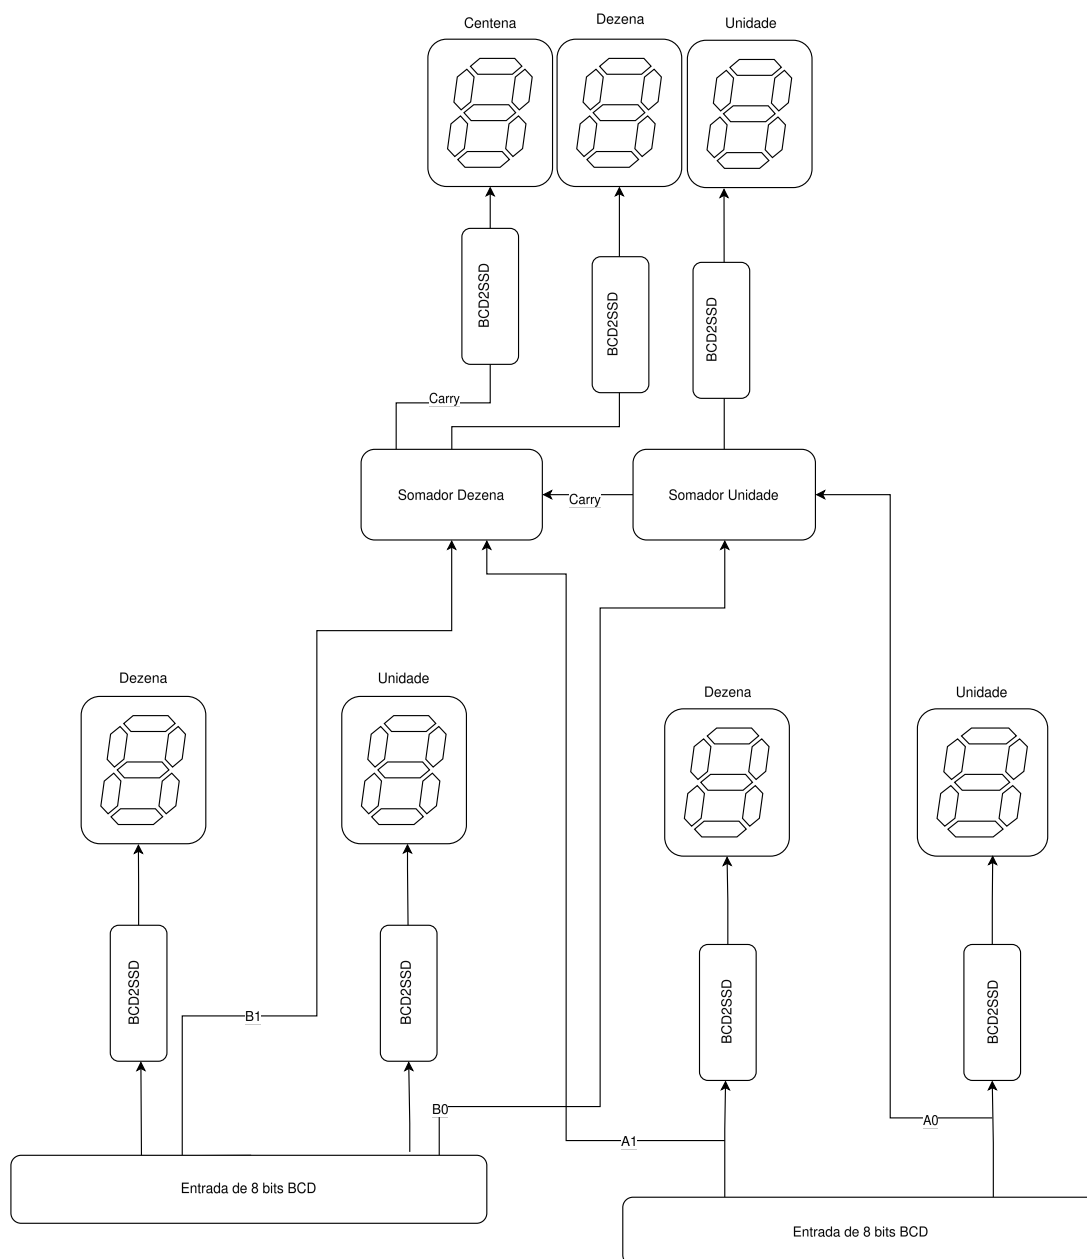 Centena
Dezena
Unidade
BCD2SSD
BCD2SSD
BCD2SSD
Carry
Somador Dezena
Carry
Somador Unidade
Dezena
Unidade
Dezena
Unidade
BCD2SSD
BCD2SSD
BCD2SSD
BCD2SSD
B1
B0
A1
A0
Entrada de 8 bits BCD
Entrada de 8 bits BCD